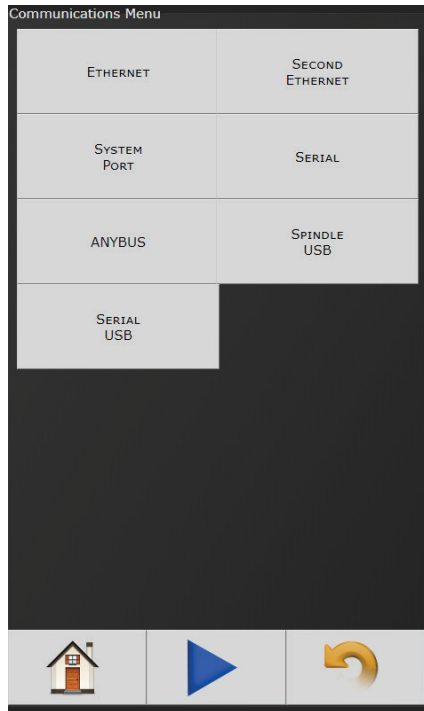 Communications Menu
Ethernet
Second
Ethernet
System
Port
Serial
ANYBUS
Spindle
USB
Serial
USB